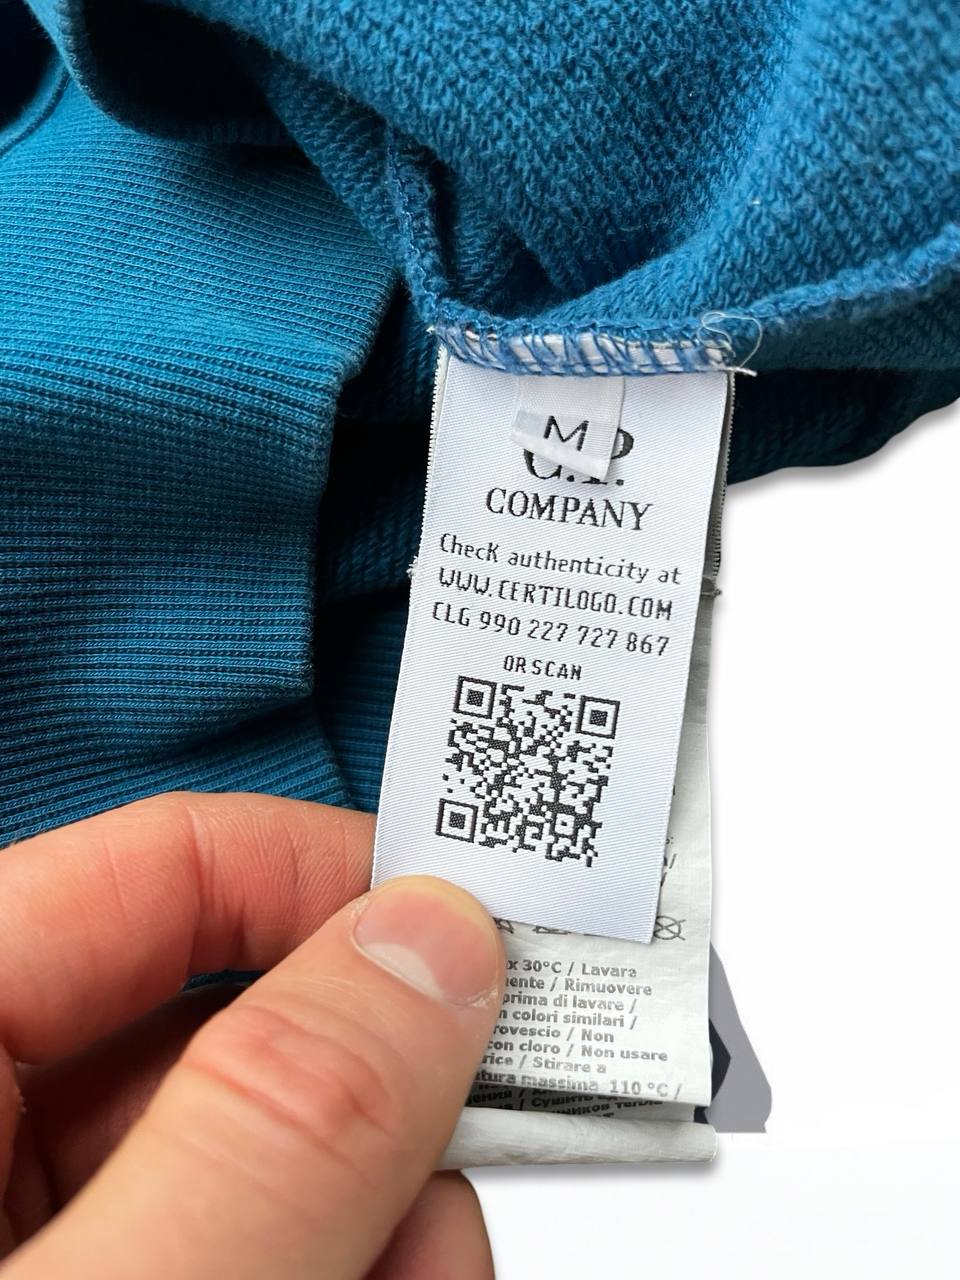 M
C.P.
COMPANY
Check authenticity at
WWW.CERTILOGO.COM
CLG 990 227 727 867
OR SCAN
x 30°C / Lavara
mente / Rimuovere
prima di lavare /
n colori similari /
rovescio / Non
con cloro / Non usare
rice / Stirare a
tura massima 110 °C /